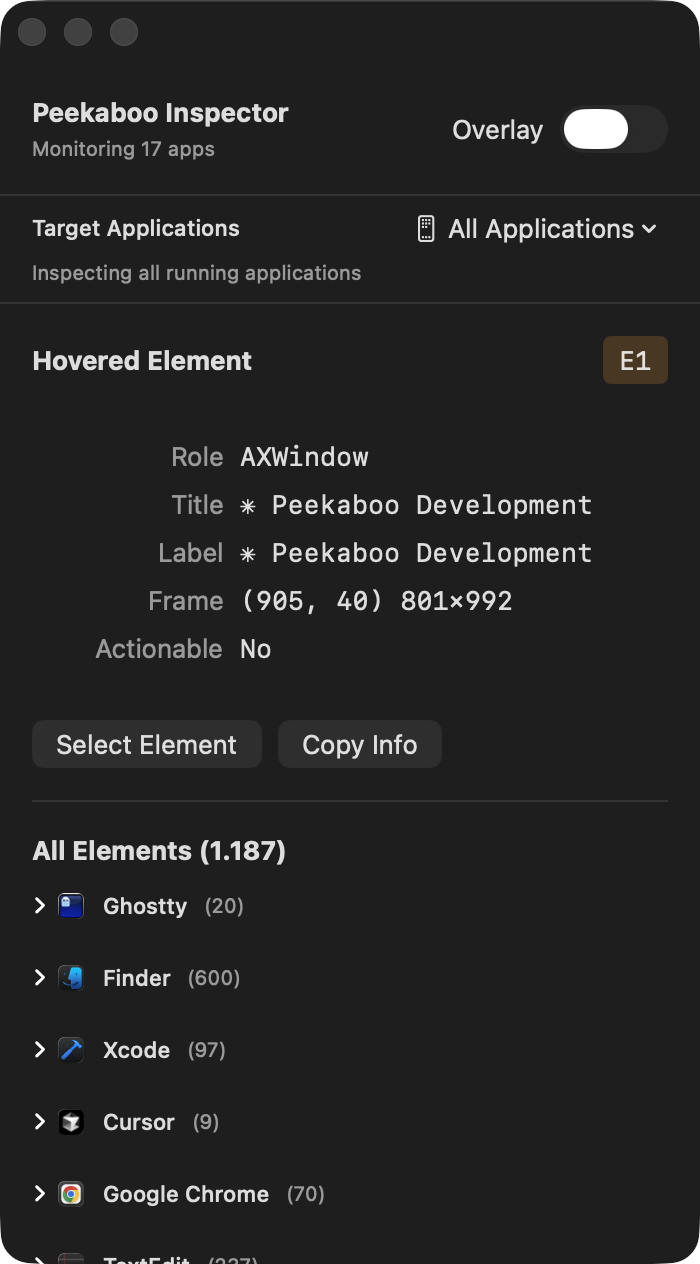 Peekaboo Inspector
Monitoring 17 apps
Overlay
Target Applications
All Applications
Inspecting all running applications
Hovered Element
E1
Role AXWindow
Title ✳ Peekaboo Development
Label ✳ Peekaboo Development
Frame (905, 40) 801×992
Actionable No
Select Element
Copy Info
All Elements (1.187)
Ghostty (20)
Finder (600)
Xcode (97)
Cursor (9)
Google Chrome (70)
TextEdit